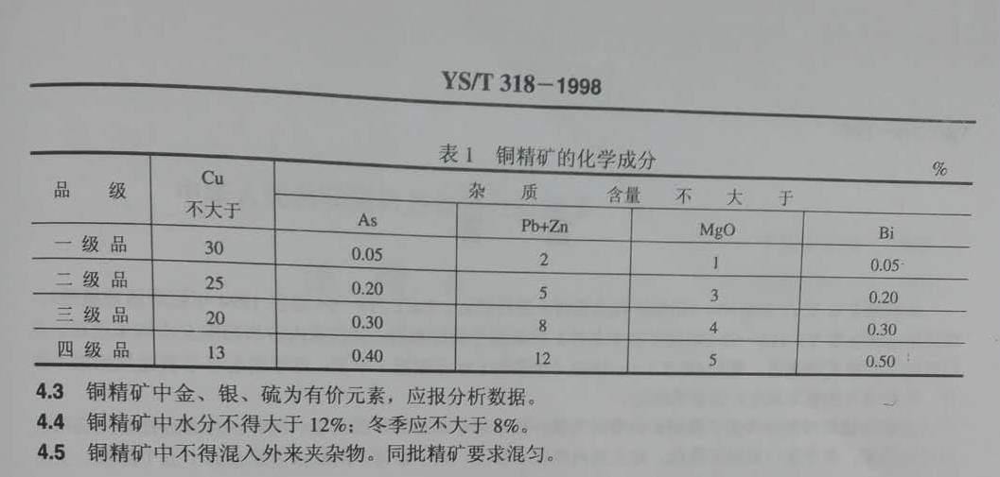 YS/T 318－1998
表 1　铜精矿的化学成分
%
品　级　Cu　杂　质　含量　不　大　于
不大于　As　Pb+Zn　MgO　Bi
一 级 品　30　0.05　2　1　0.05
二 级 品　25　0.20　5　3　0.20
三 级 品　20　0.30　8　4　0.30
四 级 品　13　0.40　12　5　0.50
4.3　铜精矿中金、银、硫为有价元素，应报分析数据。
4.4　铜精矿中水分不得大于 12%；冬季应不大于 8%。
4.5　铜精矿中不得混入外来夹杂物。同批精矿要求混匀。